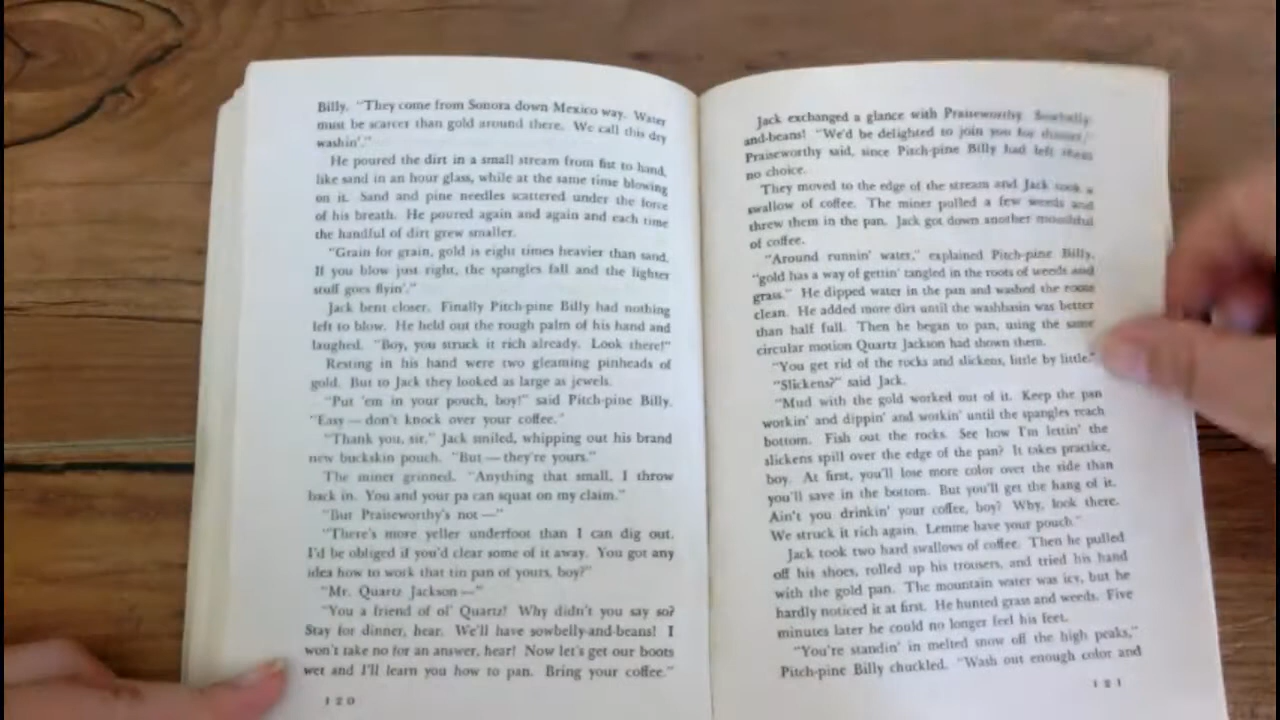 Billy. "They come from Sonora down Mexico way. Water
must be scarcer than gold around there. We call this dry
washin'."
He poured the dirt in a small stream from fist to hand,
like sand in an hour glass, while at the same time blowing
on it. Sand and pine needles scattered under the force
of his breath. He poured again and again and each time
the handful of dirt grew smaller.
"Grain for grain, gold is eight times heavier than sand.
If you blow just right, the spangles fall and the lighter
stuff goes flyin'."
Jack bent closer. Finally Pitch-pine Billy had nothing
left to blow. He held out the rough palm of his hand and
laughed. "Boy, you struck it rich already. Look there!"
Resting in his hand were two gleaming pinheads of
gold. But to Jack they looked as large as jewels.
"Put 'em in your pouch, boy!" said Pitch-pine Billy.
"Easy — don't knock over your coffee."
"Thank you, sir." Jack smiled, whipping out his brand
new buckskin pouch. "But — they're yours."
The miner grinned. "Anything that small, I throw
back in. You and your pa can squat on my claim."
"But Praiseworthy's not —"
"There's more yeller underfoot than I can dig out.
I'd be obliged if you'd clear some of it away. You got any
idea how to work that tin pan of yours, boy?"
"Mr. Quartz Jackson —"
"You a friend of ol' Quartz! Why didn't you say so?
Stay for dinner, hear. We'll have sowbelly-and-beans! I
won't take no for an answer, hear! Now let's get our boots
wet and I'll learn you how to pan. Bring your coffee."
120
Jack exchanged a glance with Praiseworthy. Sowbelly-
and-beans! "We'd be delighted to join you for dinner,"
Praiseworthy said, since Pitch-pine Billy had left them
no choice.
They moved to the edge of the stream and Jack took a
swallow of coffee. The miner pulled a few weeds and
threw them in the pan. Jack got down another mouthful
of coffee.
"Around runnin' water," explained Pitch-pine Billy,
"gold has a way of gettin' tangled in the roots of weeds and
grass." He dipped water in the pan and washed the roots
clean. He added more dirt until the washbasin was better
than half full. Then he began to pan, using the same
circular motion Quartz Jackson had shown them.
"You get rid of the rocks and slickens, little by little."
"Slickens?" said Jack.
"Mud with the gold worked out of it. Keep the pan
workin' and dippin' and workin' until the spangles reach
bottom. Fish out the rocks. See how I'm lettin' the
slickens spill over the edge of the pan? It takes practice,
boy. At first, you'll lose more color over the side than
you'll save in the bottom. But you'll get the hang of it.
Ain't you drinkin' your coffee, boy? Why, look there.
We struck it rich again. Lemme have your pouch."
Jack took two hard swallows of coffee. Then he pulled
off his shoes, rolled up his trousers, and tried his hand
with the gold pan. The mountain water was icy, but he
hardly noticed it at first. He hunted grass and weeds. Five
minutes later he could no longer feel his feet.
"You're standin' in melted snow off the high peaks,"
Pitch-pine Billy chuckled. "Wash out enough color and
121